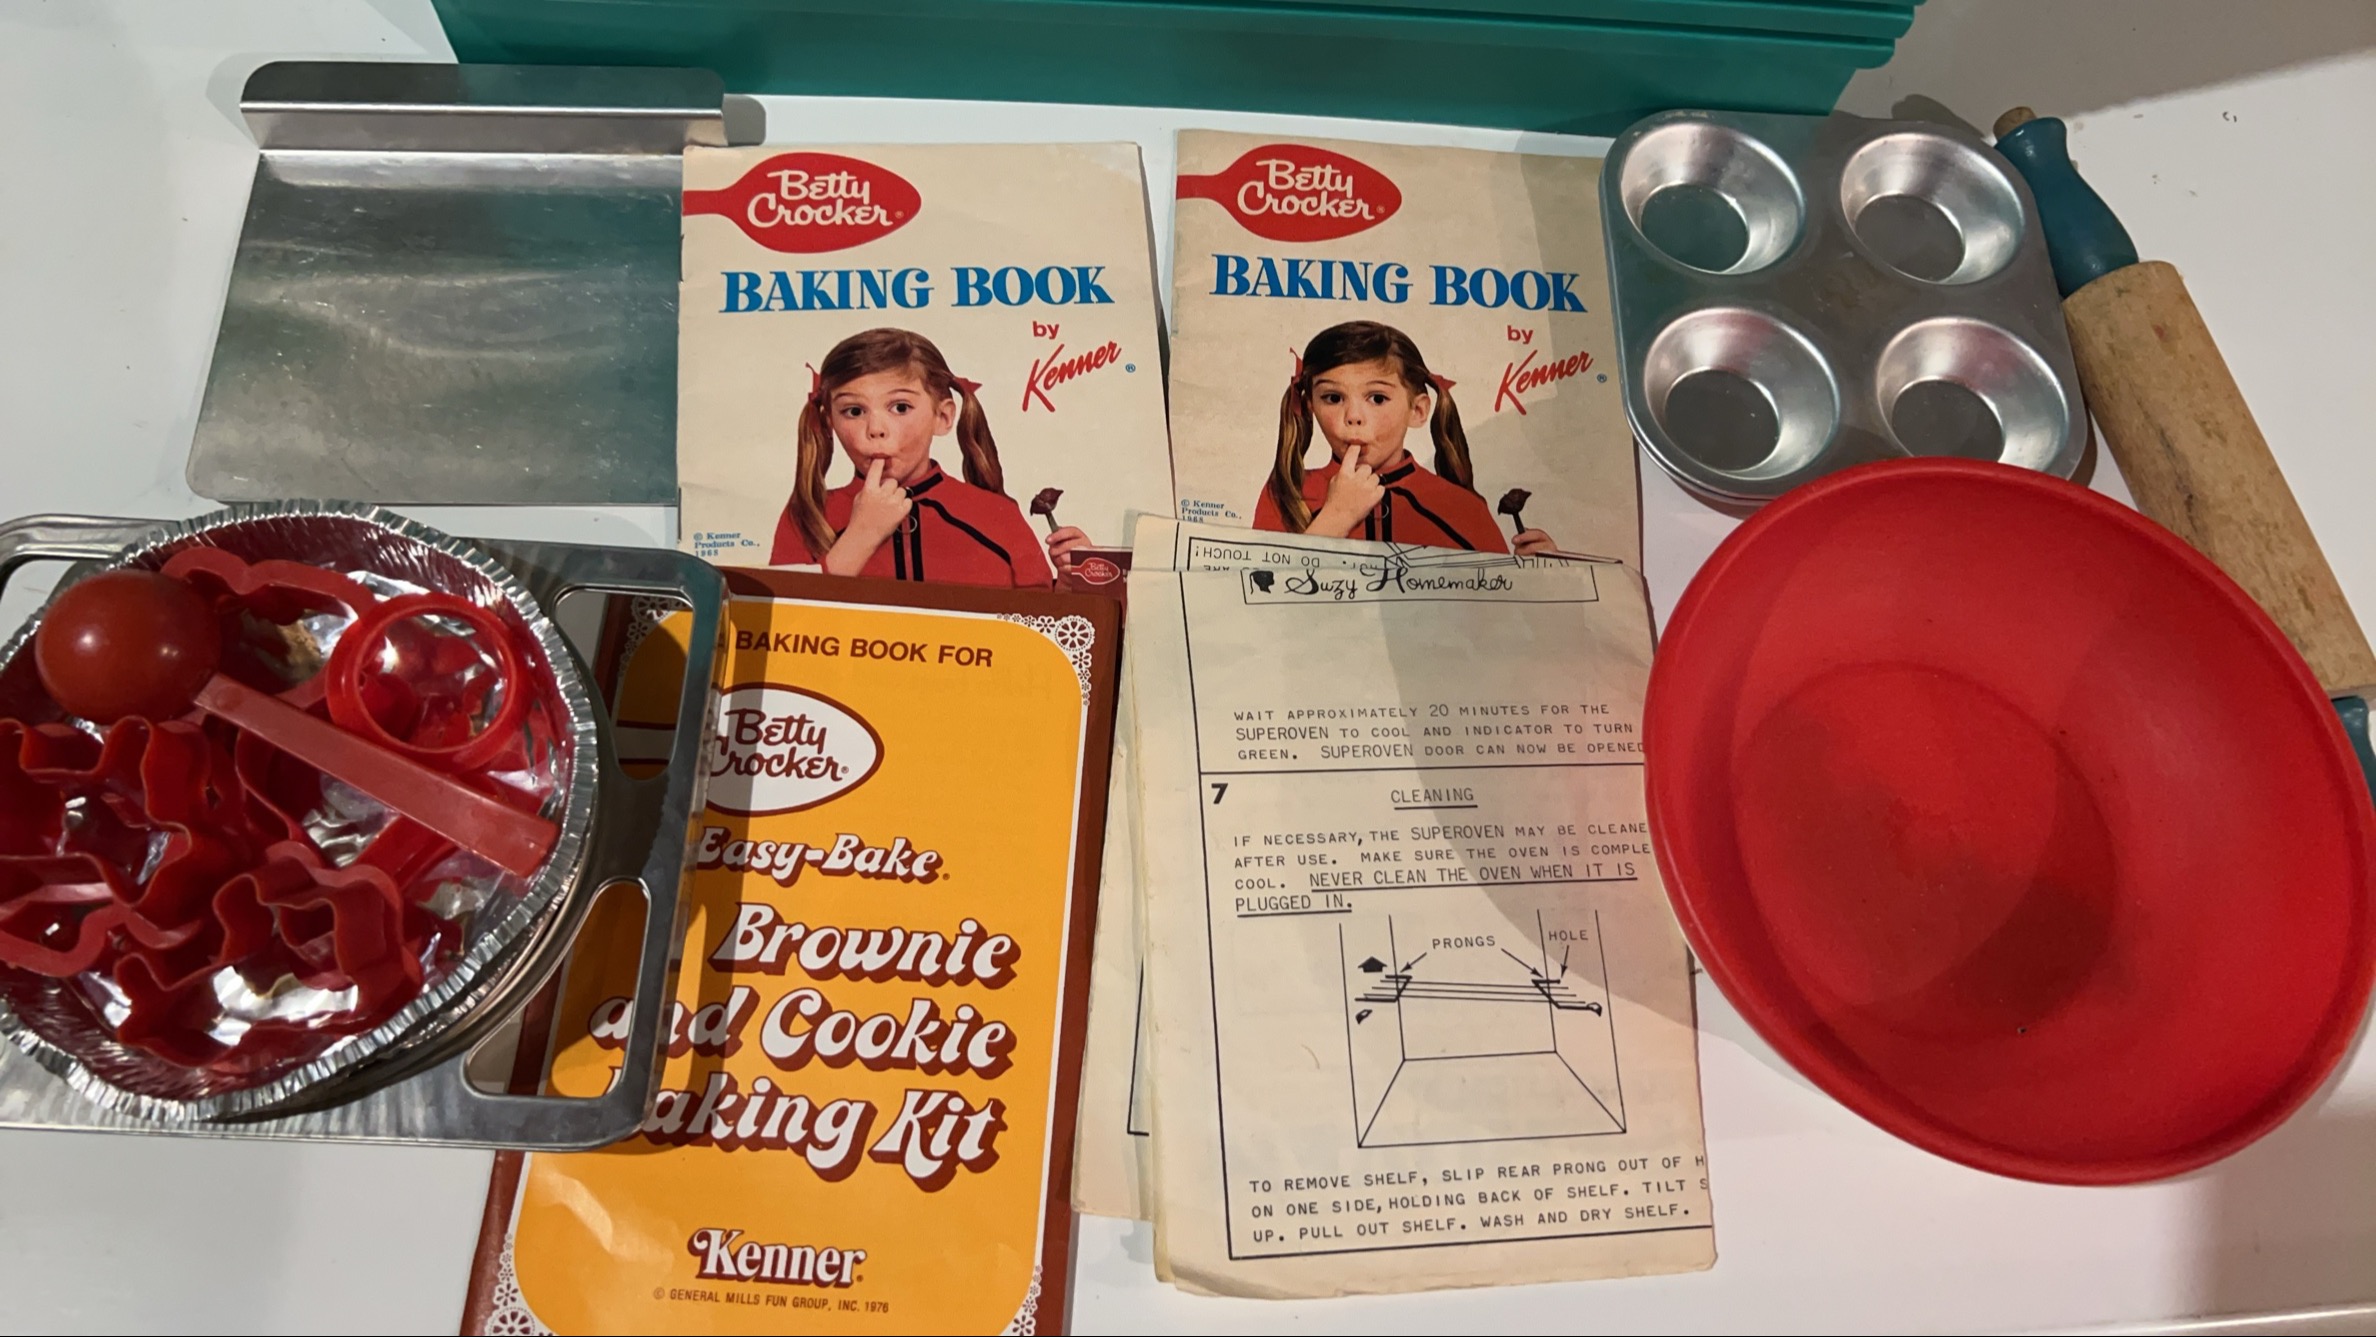 Betty
Crocker®
BAKING BOOK
by
Kenner®
© Kenner
Products Co.,
1968
Betty
Crocker
Betty
Crocker®
BAKING BOOK
by
Kenner®
© Kenner
Products Co.,
1968
DO NOT TOUCH!
Suzy Homemaker
WAIT APPROXIMATELY 20 MINUTES FOR THE
SUPEROVEN TO COOL AND INDICATOR TO TURN
GREEN. SUPEROVEN DOOR CAN NOW BE OPENED
7
CLEANING
IF NECESSARY, THE SUPEROVEN MAY BE CLEANE
AFTER USE. MAKE SURE THE OVEN IS COMPLE
COOL. NEVER CLEAN THE OVEN WHEN IT IS
PLUGGED IN.
PRONGS
HOLE
TO REMOVE SHELF, SLIP REAR PRONG OUT OF H
ON ONE SIDE, HOLDING BACK OF SHELF. TILT S
UP. PULL OUT SHELF. WASH AND DRY SHELF.
A BAKING BOOK FOR
Betty
Crocker®
Easy-Bake®
Brownie
and Cookie
aking Kit
Kenner®
© GENERAL MILLS FUN GROUP, INC. 1976